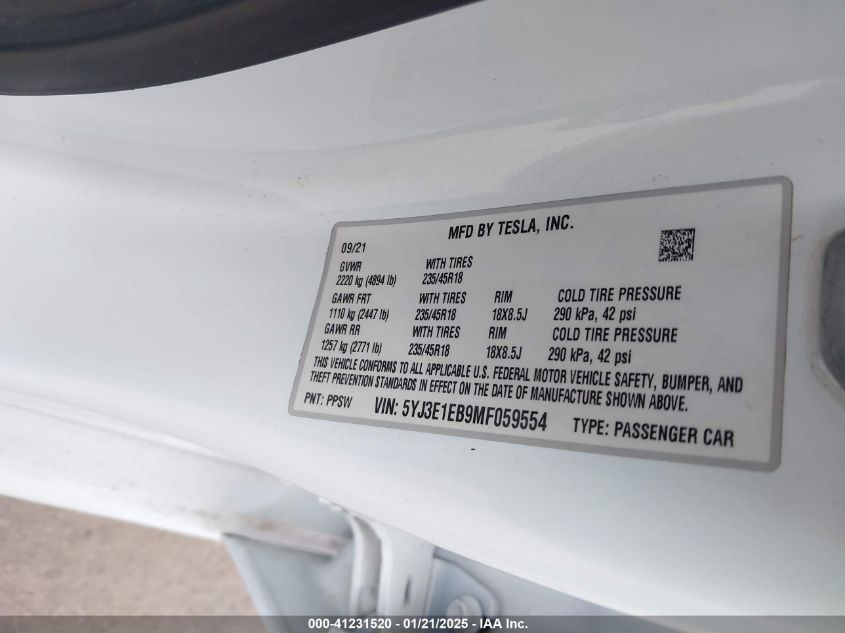 MFD BY TESLA, INC.
09/21
GVWR WITH TIRES
2220 kg (4894 lb) 235/45R18
GAWR FRT WITH TIRES RIM COLD TIRE PRESSURE
1110 kg (2447 lb) 235/45R18 18X8.5J 290 kPa, 42 psi
GAWR RR WITH TIRES RIM COLD TIRE PRESSURE
1257 kg (2771 lb) 235/45R18 18X8.5J 290 kPa, 42 psi
THIS VEHICLE CONFORMS TO ALL APPLICABLE U.S. FEDERAL MOTOR VEHICLE SAFETY, BUMPER, AND
THEFT PREVENTION STANDARDS IN EFFECT ON THE DATE OF MANUFACTURE SHOWN ABOVE.
PNT: PPSW VIN: 5YJ3E1EB9MF059554 TYPE: PASSENGER CAR
000-41231520 • 01/21/2025 • IAA Inc.